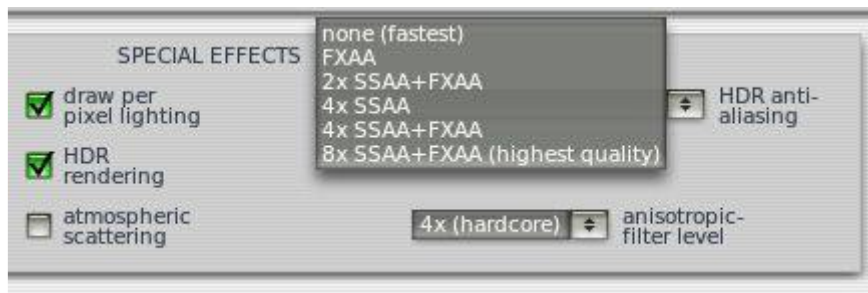 SPECIAL EFFECTS
none (fastest)
FXAA
2x SSAA+FXAA
4x SSAA
4x SSAA+FXAA
8x SSAA+FXAA (highest quality)
draw per
pixel lighting
HDR anti-
aliasing
HDR
rendering
atmospheric
scattering
4x (hardcore)
anisotropic-
filter level